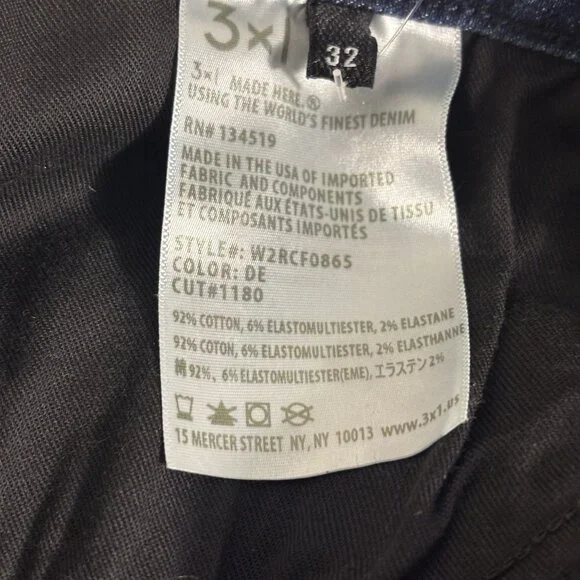 3x1
32
3x1 MADE HERE.®
USING THE WORLD'S FINEST DENIM
RN# 134519
MADE IN THE USA OF IMPORTED
FABRIC AND COMPONENTS
FABRIQUÉ AUX ÉTATS-UNIS DE TISSU
ET COMPOSANTS IMPORTÉS
STYLE#: W2RCF0865
COLOR: DE
CUT#1180
92% COTTON, 6% ELASTOMULTIESTER, 2% ELASTANE
92% COTON, 6% ELASTOMULTIESTER, 2% ELASTHANNE
綿92%、6% ELASTOMULTIESTER(EME), エラステン2%
15 MERCER STREET NY, NY 10013 www.3x1.us